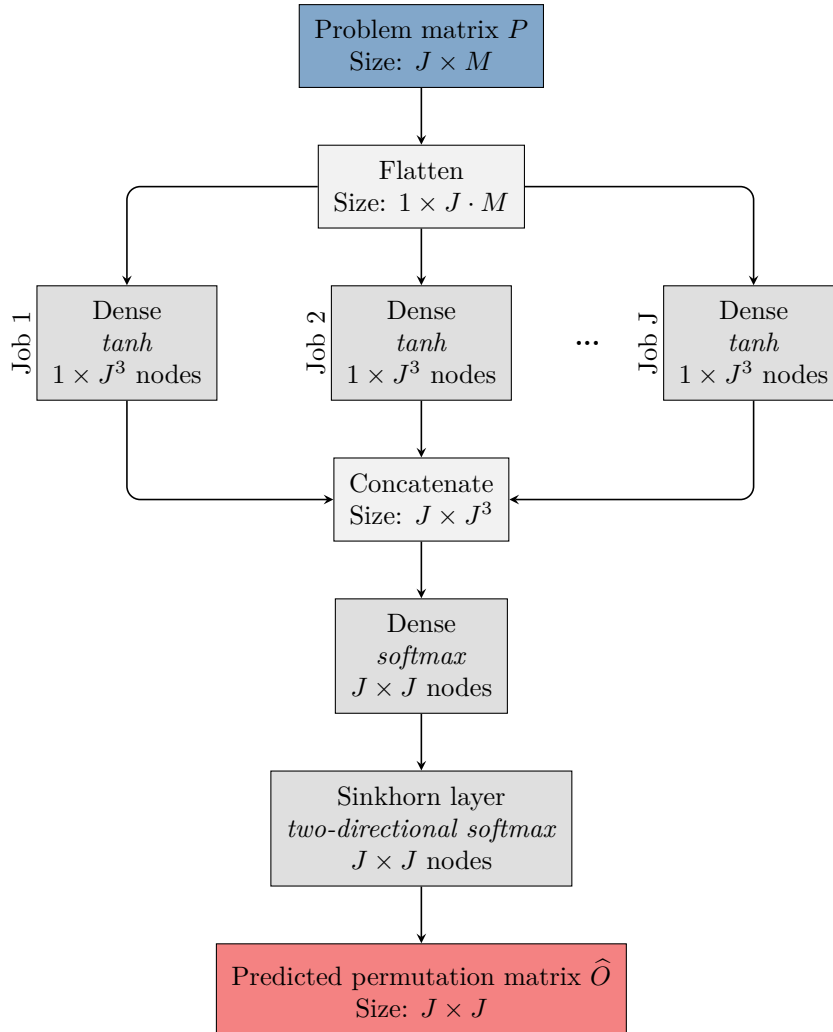 Problem matrix P
Size: J × M
Flatten
Size: 1 × J · M
Job 1
Dense
tanh
1 × J³ nodes
Job 2
Dense
tanh
1 × J³ nodes
...
Job J
Dense
tanh
1 × J³ nodes
Concatenate
Size: J × J³
Dense
softmax
J × J nodes
Sinkhorn layer
two-directional softmax
J × J nodes
Predicted permutation matrix Ô
Size: J × J